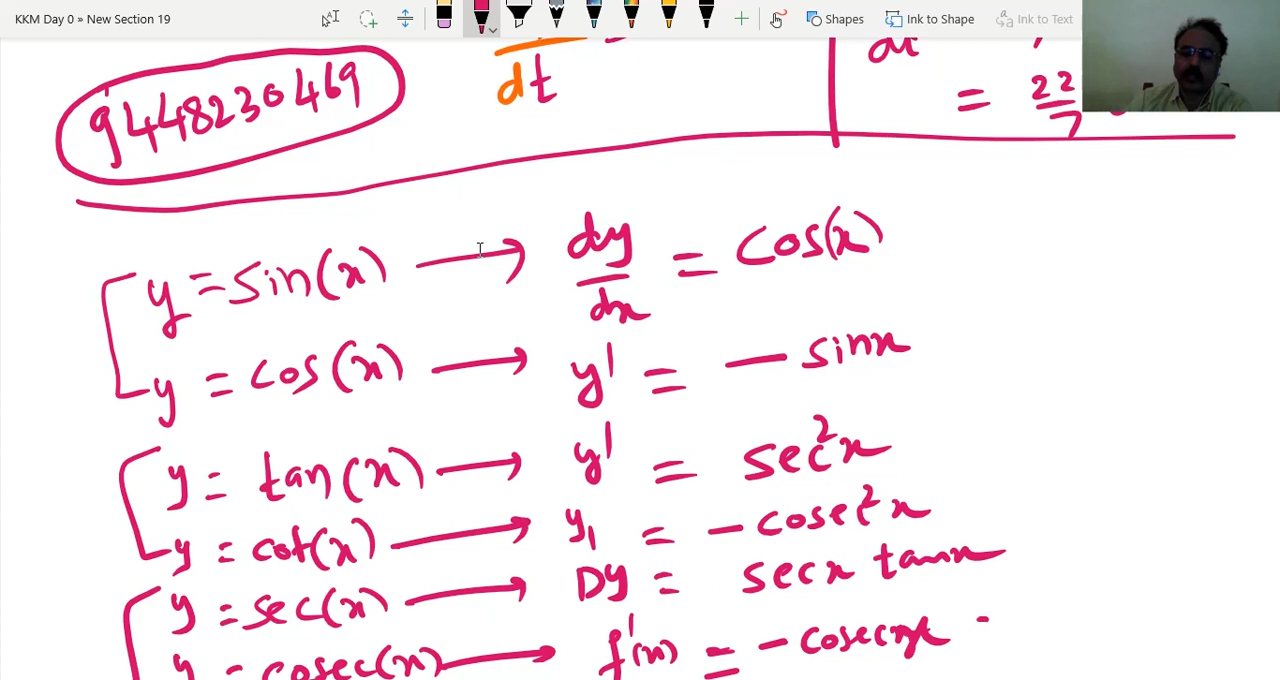 KKM Day 0 » New Section 19
Shapes
Ink to Shape
Ink to Text
9448230469
dt
= 22/7
y = sin(x) → dy/dx = cos(x)
y = cos(x) → y' = - sinx
y = tan(x) → y' = sec²x
y = cot(x) → y₁ = - cosec²x
y = sec(x) → Dy = secx tanx
y = cosec(x) → f'(x) = - cosecx